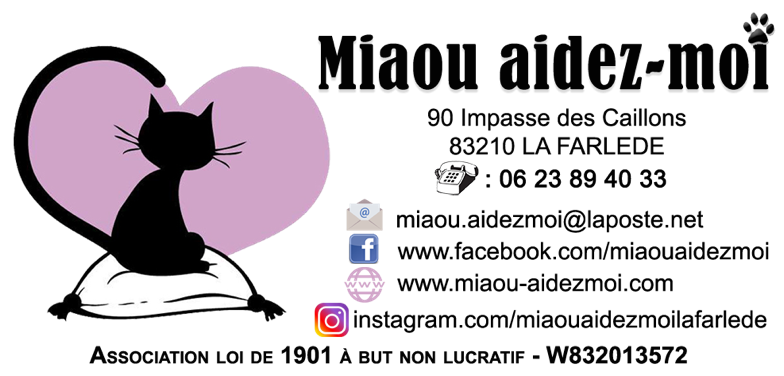 Miaou aidez-moi
90 Impasse des Caillons
83210 LA FARLEDE
: 06 23 89 40 33
@
miaou.aidezmoi@laposte.net
f
www.facebook.com/miaouaidezmoi
www
www.miaou-aidezmoi.com
instagram.com/miaouaidezmoilafarlede
ASSOCIATION LOI DE 1901 À BUT NON LUCRATIF - W832013572